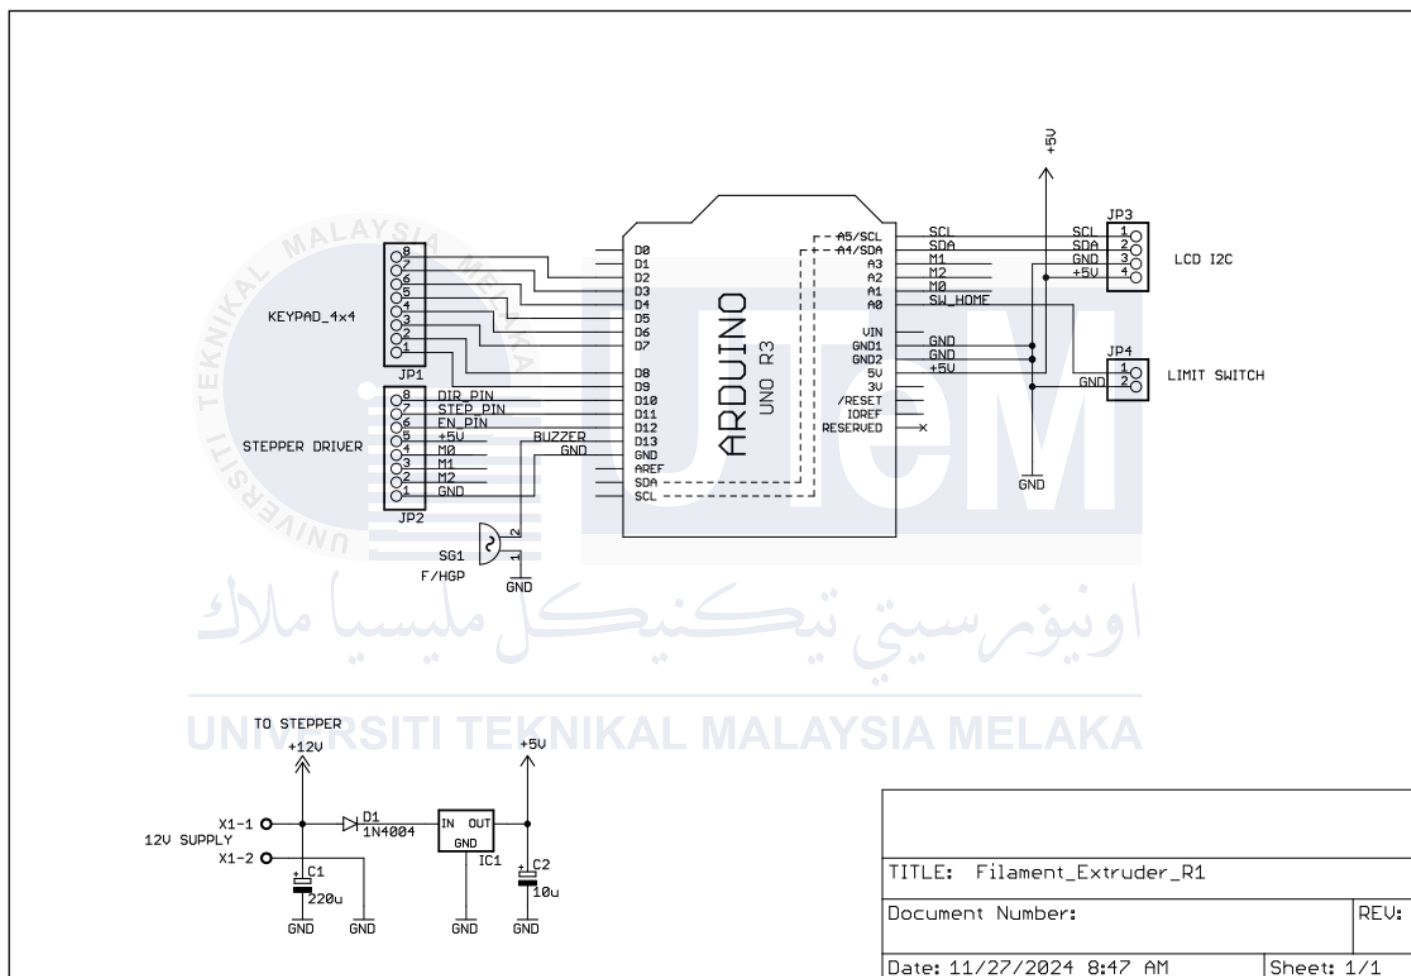 +5V
JP3
SCL 1
SDA 2
GND 3
+5V 4
LCD I2C
A5/SCL SCL
A4/SDA SDA
A3 M1
A2 M2
A1 M0
A0 SW_HOME
VIN
GND1 GND
GND2 GND
5V +5V
3V
/RESET
IOREF
RESERVED
JP4
1
GND 2
LIMIT SWITCH
GND
D0
D1
D2
D3
D4
D5
D6
D7
D8
D9
D10
D11
D12
BUZZER D13
GND GND
AREF
SDA
SCL
ARDUINO
UNO R3
KEYPAD_4x4
8
7
6
5
4
3
2
1
JP1
STEPPER DRIVER
8 DIR_PIN
7 STEP_PIN
6 EN_PIN
5 +5V
4 M0
3 M1
2 M2
1 GND
JP2
SG1
F/HGP
2
1
GND
UNIVERSITI TEKNIKAL MALAYSIA MELAKA
UTeM
اونيۏرسيتي تيكنيكل مليسيا ملاك
UNIVERSITI TEKNIKAL MALAYSIA MELAKA
TO STEPPER
+12V
+5V
X1-1
12V SUPPLY
X1-2
D1
1N4004
IN OUT
GND
IC1
+ C1
220u
+ C2
10u
GND
GND
GND
GND
TITLE: Filament_Extruder_R1
Document Number:
REV:
Date: 11/27/2024 8:47 AM
Sheet: 1/1